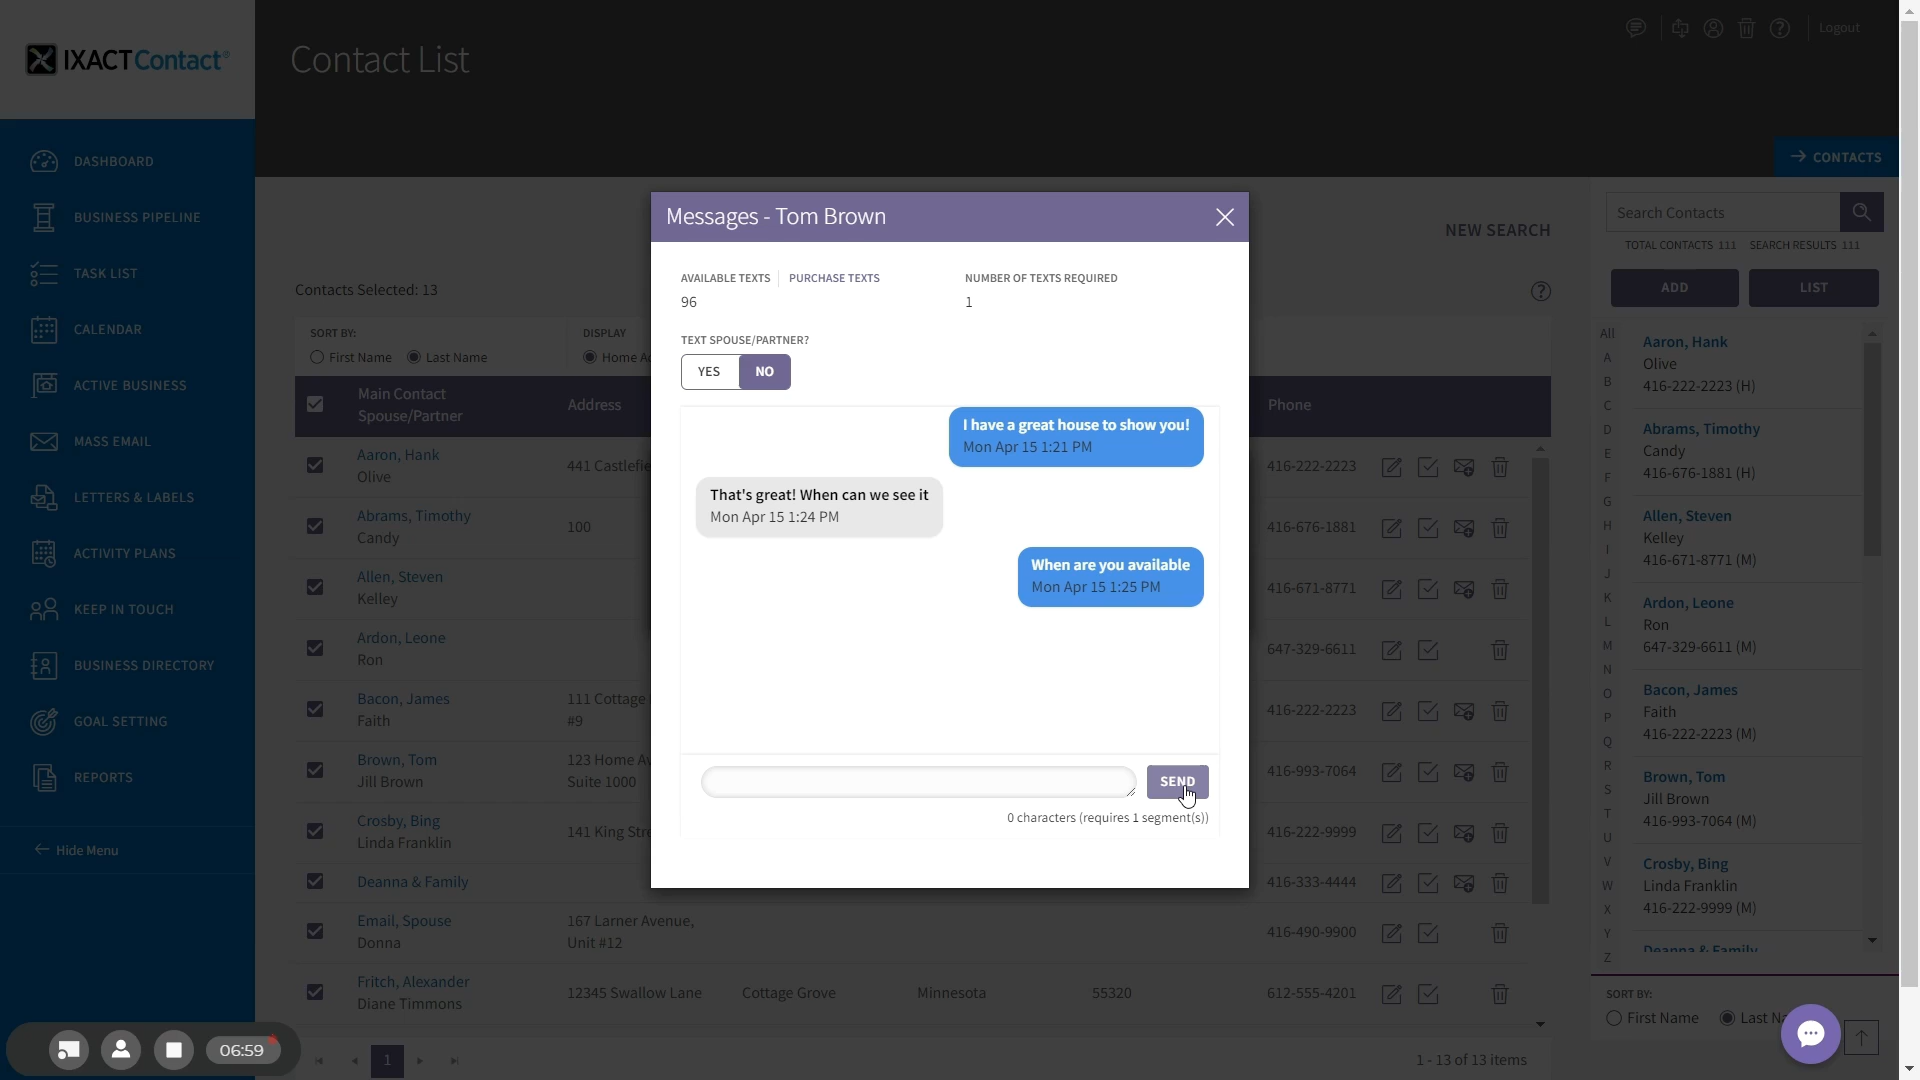 IXACTContact®
Contact List
Logout
→ CONTACTS
DASHBOARD
BUSINESS PIPELINE
TASK LIST
CALENDAR
ACTIVE BUSINESS
MASS EMAIL
LETTERS & LABELS
ACTIVITY PLANS
KEEP IN TOUCH
BUSINESS DIRECTORY
GOAL SETTING
REPORTS
← Hide Menu
06:59
NEW SEARCH
Contacts Selected: 13
SORT BY:
First Name Last Name
DISPLAY
Home
Main Contact
Spouse/Partner
Address
Phone
Aaron, Hank
Olive
441
416-222-2223
Abrams, Timothy
Candy
100
416-676-1881
Allen, Steven
Kelley
416-671-8771
Ardon, Leone
Ron
647-329-6611
Bacon, James
Faith
111 Cottage
#9
416-222-2223
Brown, Tom
Jill Brown
123 Home
Suite 1000
416-993-7064
Crosby, Bing
Linda Franklin
141 King
416-222-9999
Deanna & Family
416-333-4444
Email, Spouse
Donna
167 Larner Avenue,
Unit #12
416-490-9900
Fritch, Alexander
Diane Timmons
12345 Swallow Lane Cottage Grove Minnesota 55320 612-555-4201
1
1 - 13 of 13 items
Messages - Tom Brown
AVAILABLE TEXTS PURCHASE TEXTS
96
NUMBER OF TEXTS REQUIRED
1
TEXT SPOUSE/PARTNER?
YES NO
I have a great house to show you!
Mon Apr 15 1:21 PM
That's great! When can we see it
Mon Apr 15 1:24 PM
When are you available
Mon Apr 15 1:25 PM
SEND
0 characters (requires 1 segment(s))
Search Contacts
TOTAL CONTACTS 111 SEARCH RESULTS 111
ADD LIST
All
A
B
C
D
E
F
G
H
I
J
K
L
M
N
O
P
Q
R
S
T
U
V
W
X
Y
Z
Aaron, Hank
Olive
416-222-2223 (H)
Abrams, Timothy
Candy
416-676-1881 (H)
Allen, Steven
Kelley
416-671-8771 (M)
Ardon, Leone
Ron
647-329-6611 (M)
Bacon, James
Faith
416-222-2223 (M)
Brown, Tom
Jill Brown
416-993-7064 (M)
Crosby, Bing
Linda Franklin
416-222-9999 (M)
Deanna & Family
SORT BY:
First Name Last